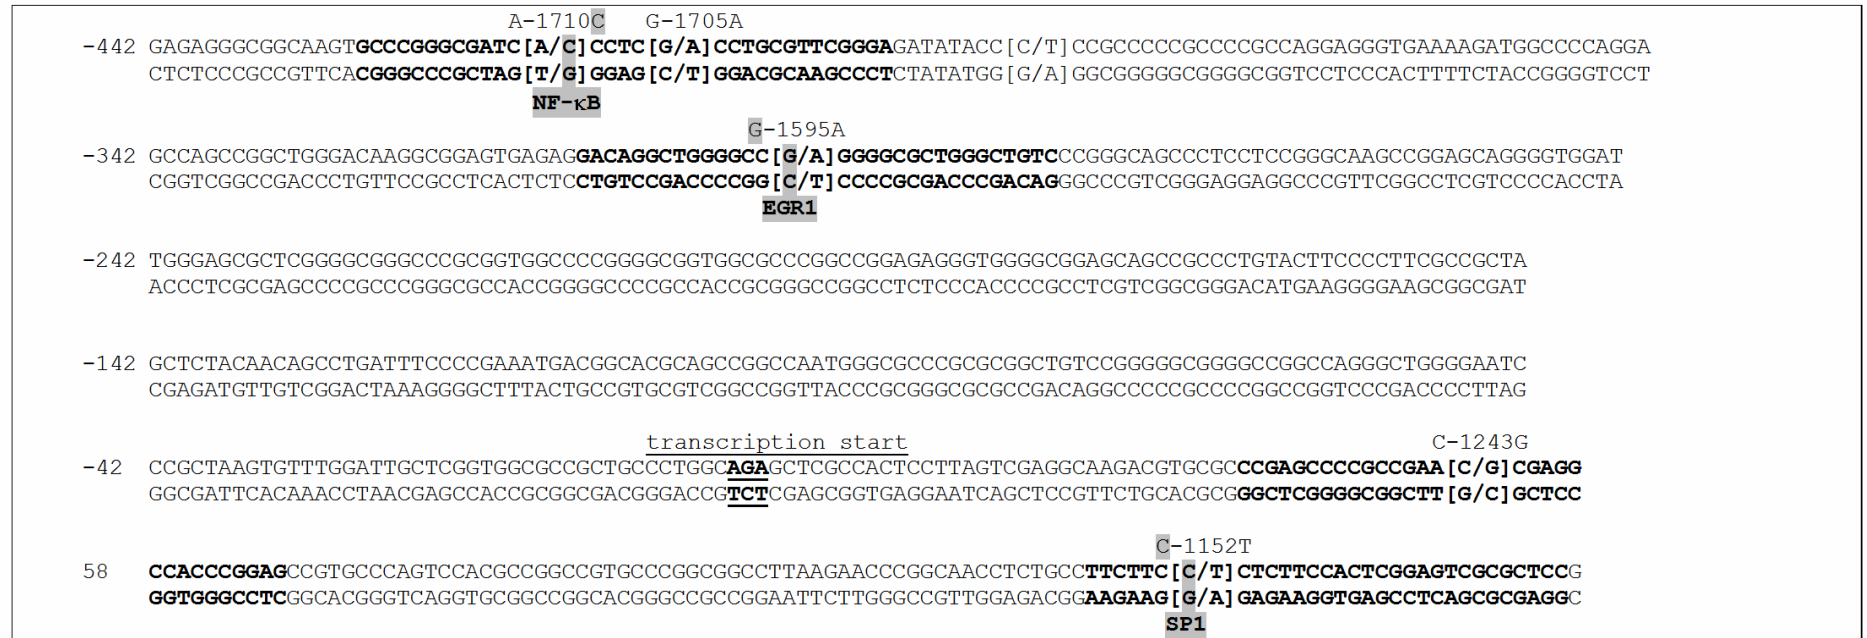 A-1710C G-1705A
-442 GAGAGGGCGGCAAGTGCCCGGGCGATC[A/C]CCTC[G/A]CCTGCGTTCGGGAGATATACC[C/T]CCGCCCCCGCCCCGCCAGGAGGGTGAAAAGATGGCCCCAGGA
CTCTCCCGCCGTTCACGGGCCCGCTAG[T/G]GGAG[C/T]GGACGCAAGCCCTCTATATGG[G/A]GGCGGGGGCGGGGCGGTCCTCCCACTTTTCTACCGGGGTCCT
NF-κB
G-1595A
-342 GCCAGCCGGCTGGGACAAGGCGGAGTGAGAGGACAGGCTGGGGCC[G/A]GGGGCGCTGGGCTGTCCCGGGCAGCCCTCCTCCGGGCAAGCCGGAGCAGGGGTGGAT
CGGTCGGCCGACCCTGTTCCGCCTCACTCTCCTGTCCGACCCCGG[C/T]CCCCGCGACCCGACAGGGCCCGTCGGGAGGAGGCCCGTTCGGCCTCGTCCCCACCTA
EGR1
-242 TGGGAGCGCTCGGGGCGGGCCCGCGGTGGCCCCGGGGCGGTGGCGCCCGGCCGGAGAGGGTGGGGCGGAGCAGCCGCCCTGTACTTCCCCTTCGCCGCTA
ACCCTCGCGAGCCCCGCCCGGGCGCCACCGGGGCCCCGCCACCGCGGGCCGGCCTCTCCCACCCCGCCTCGTCGGCGGGACATGAAGGGGAAGCGGCGAT
-142 GCTCTACAACAGCCTGATTTCCCCGAAATGACGGCACGCAGCCGGCCAATGGGCGCCCGCGCGGCTGTCCGGGGGCGGGGCCGGCCAGGGCTGGGGAATC
CGAGATGTTGTCGGACTAAAGGGGCTTTACTGCCGTGCGTCGGCCGGTTACCCGCGGGCGCGCCGACAGGCCCCCGCCCCGGCCGGTCCCGACCCCTTAG
transcription start C-1243G
-42 CCGCTAAGTGTTTGGATTGCTCGGTGGCGCCGCTGCCCTGGCAGAGCTCGCCACTCCTTAGTCGAGGCAAGACGTGCGCCCGAGCCCCGCCGAA[C/G]CGAGG
GGCGATTCACAAACCTAACGAGCCACCGCGGCGACGGGACCGTCTCGAGCGGTGAGGAATCAGCTCCGTTCTGCACGCGGGCTCGGGGCGGCTT[G/C]GCTCC
C-1152T
58 CCACCCGGAGCCGTGCCCAGTCCACGCCGGCCGTGCCCGGCGGCCTTAAGAACCCGGCAACCTCTGCCTTCTTC[C/T]CTCTTCCACTCGGAGTCGCGCTCCG
GGTGGGCCTCGGCACGGGTCAGGTGCGGCCGGCACGGGCCGCCGGAATTCTTGGGCCGTTGGAGACGGAAGAAG[G/A]GAGAAGGTGAGCCTCAGCGCGAGGC
SP1